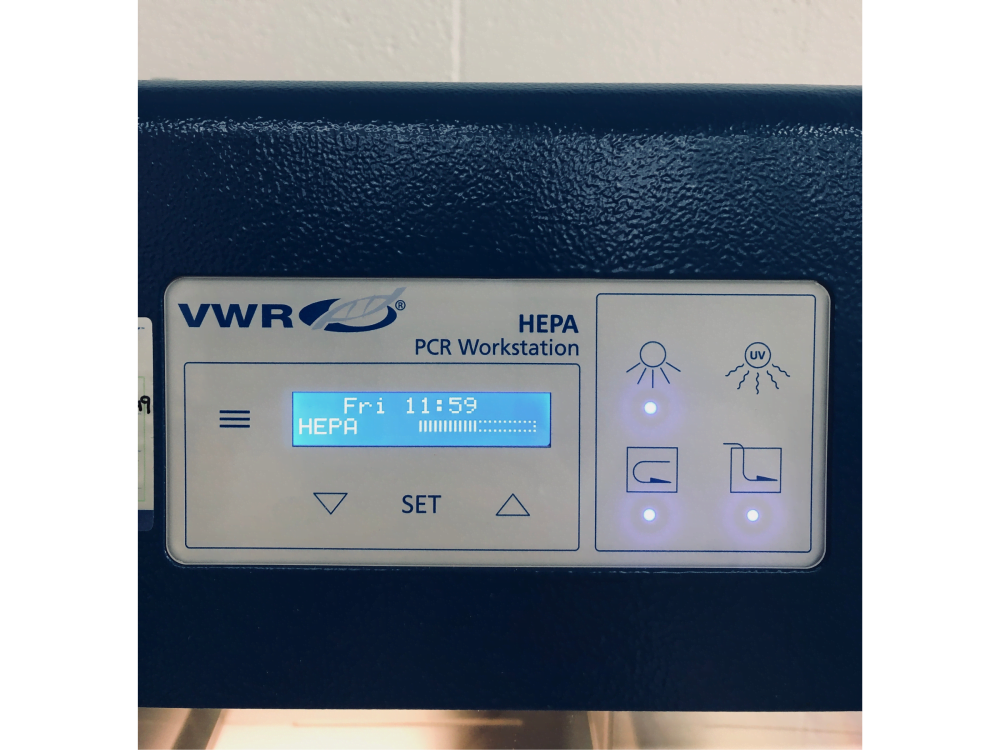 VWR®
HEPA
PCR Workstation
Fri 11:59
HEPA
SET
UV